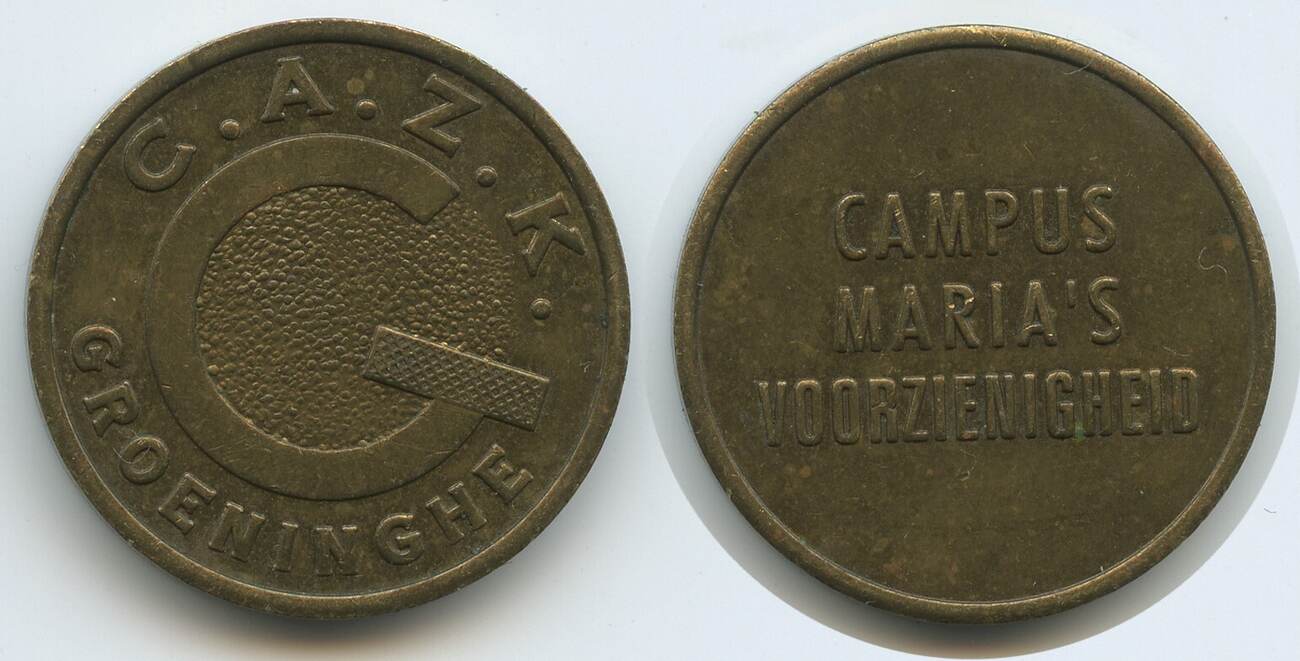 C.A.Z.K.
GROENINGHE
CAMPUS
MARIA'S
VOORZIENIGHEID